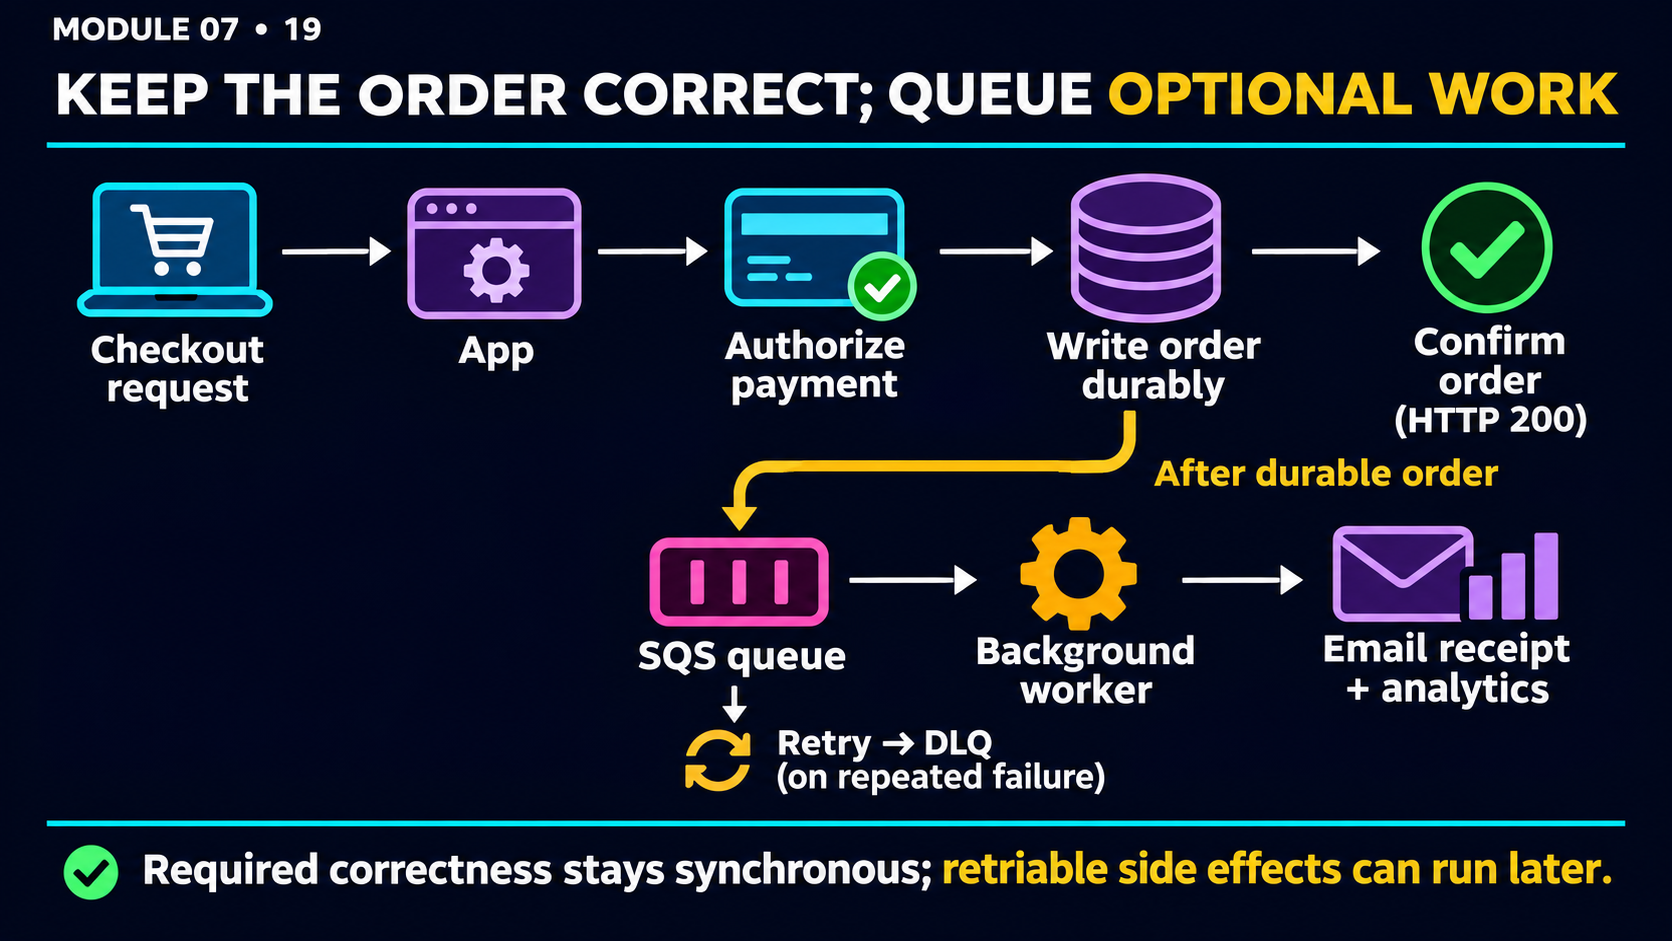 MODULE 07 • 19
KEEP THE ORDER CORRECT; QUEUE OPTIONAL WORK
Checkout
request
App
Authorize
payment
Write order
durably
Confirm
order
(HTTP 200)
After durable order
SQS queue
Background
worker
Email receipt
+ analytics
Retry → DLQ
(on repeated failure)
Required correctness stays synchronous; retriable side effects can run later.